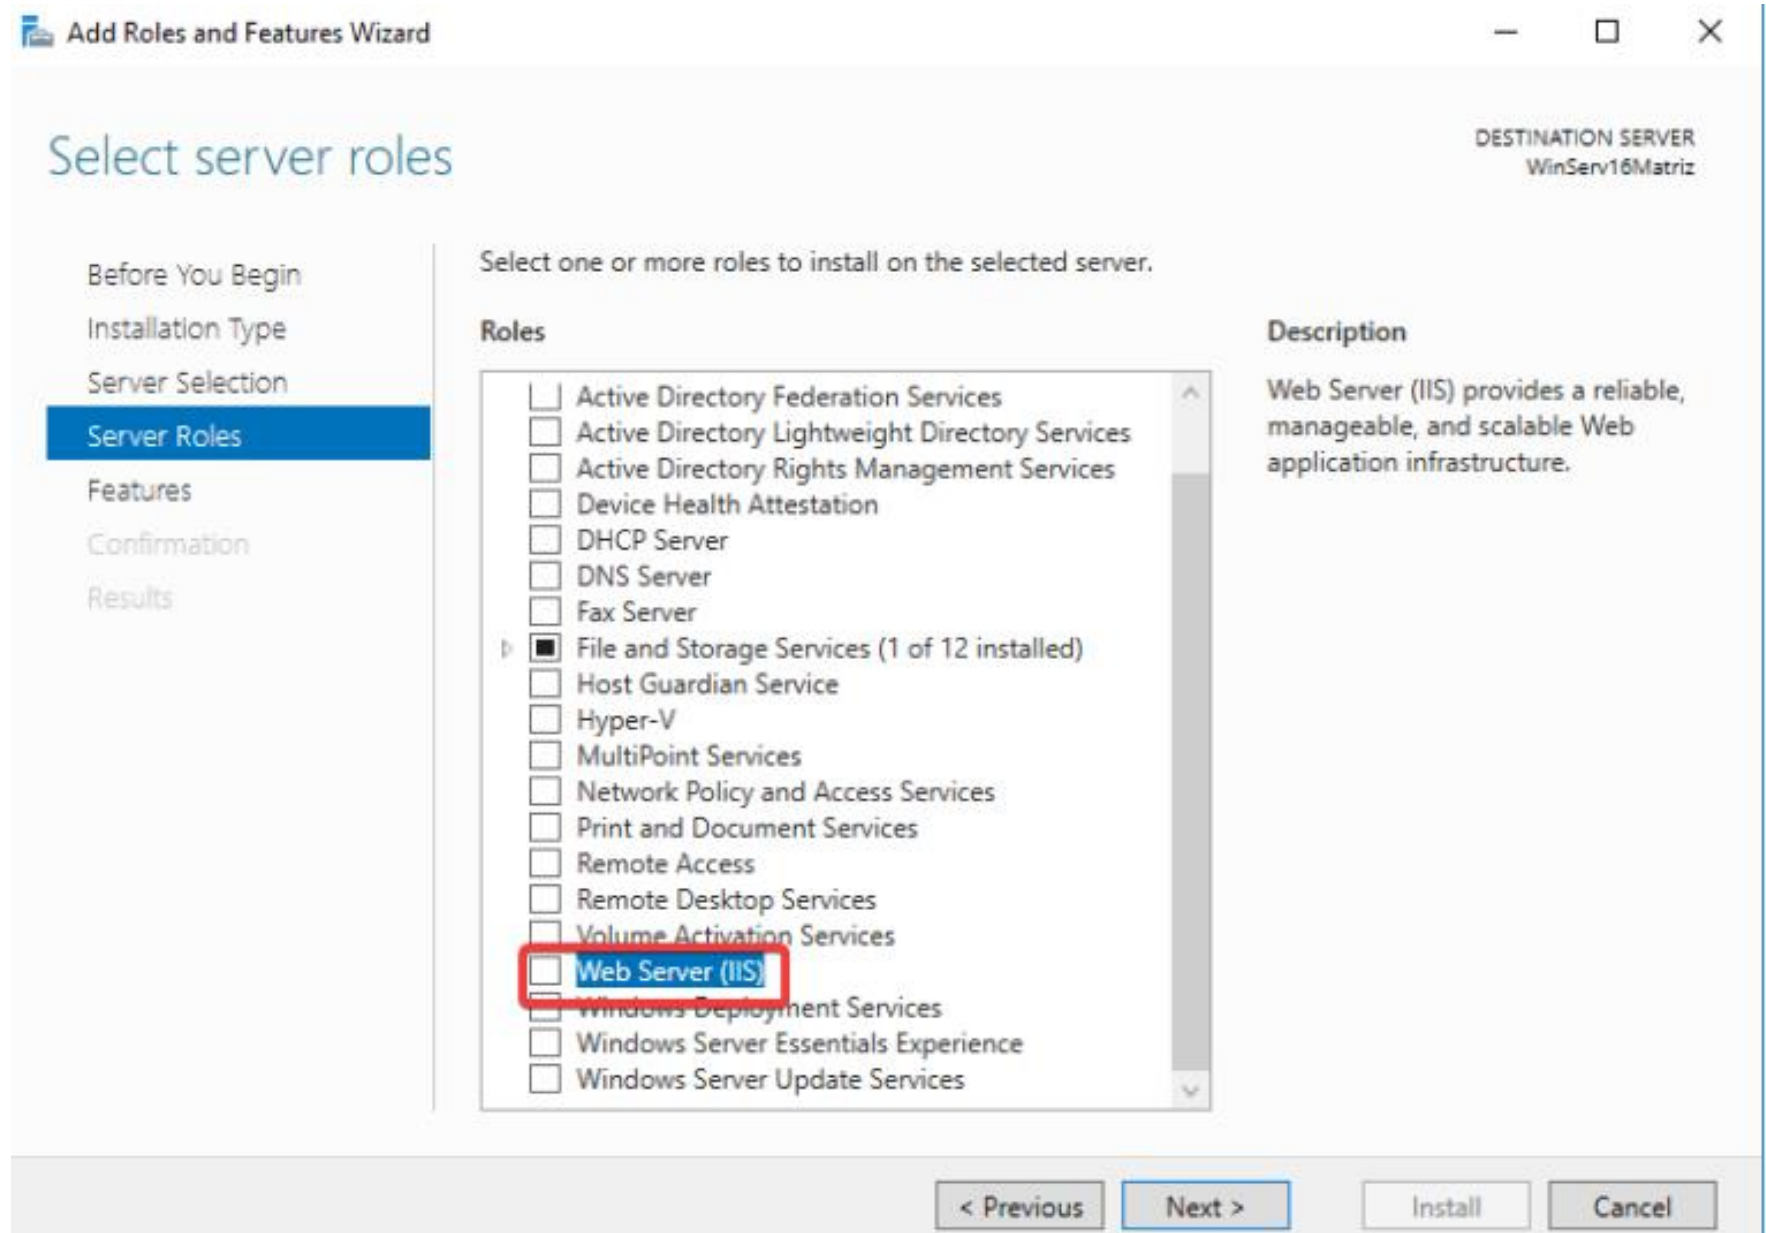 Add Roles and Features Wizard
Select server roles
DESTINATION SERVER
WinServ16Matriz
Before You Begin
Installation Type
Server Selection
Server Roles
Features
Confirmation
Results
Select one or more roles to install on the selected server.
Roles
Active Directory Federation Services
Active Directory Lightweight Directory Services
Active Directory Rights Management Services
Device Health Attestation
DHCP Server
DNS Server
Fax Server
File and Storage Services (1 of 12 installed)
Host Guardian Service
Hyper-V
MultiPoint Services
Network Policy and Access Services
Print and Document Services
Remote Access
Remote Desktop Services
Volume Activation Services
Web Server (IIS)
Windows Deployment Services
Windows Server Essentials Experience
Windows Server Update Services
Description
Web Server (IIS) provides a reliable,
manageable, and scalable Web
application infrastructure.
< Previous
Next >
Install
Cancel